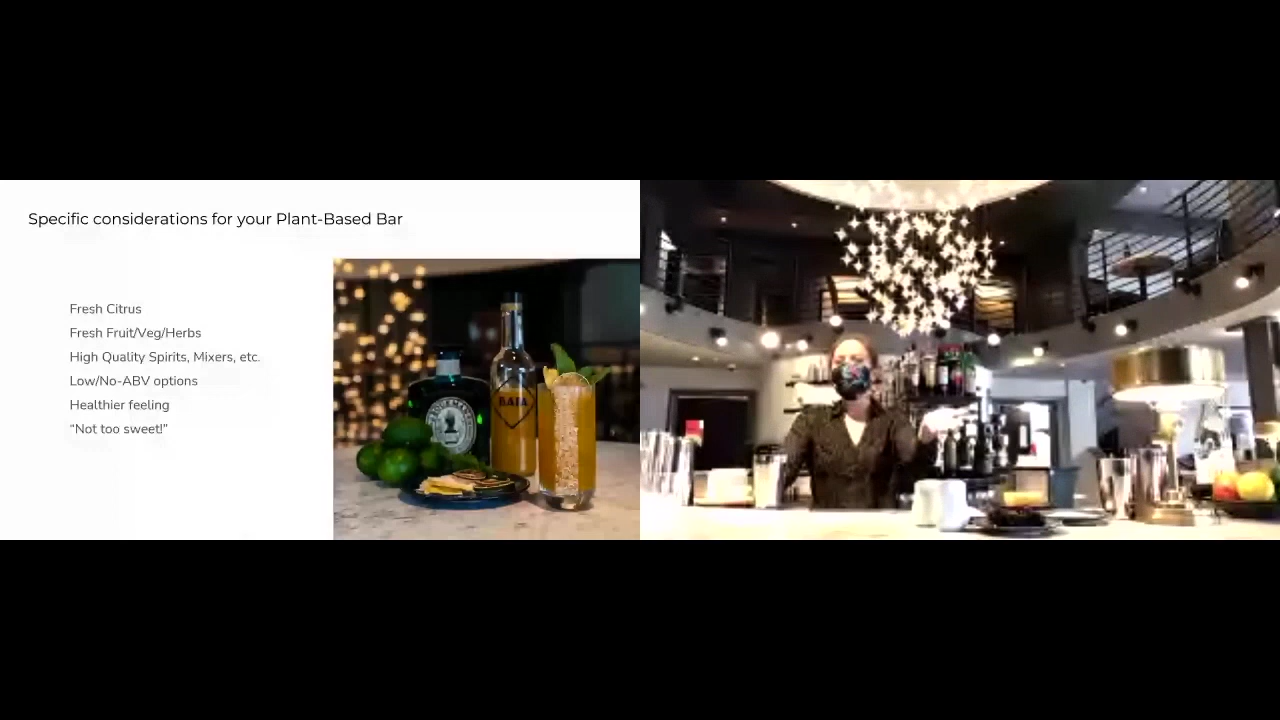 Specific considerations for your Plant-Based Bar
Fresh Citrus
Fresh Fruit/Veg/Herbs
High Quality Spirits, Mixers, etc.
Low/No-ABV options
Healthier feeling
“Not too sweet!”